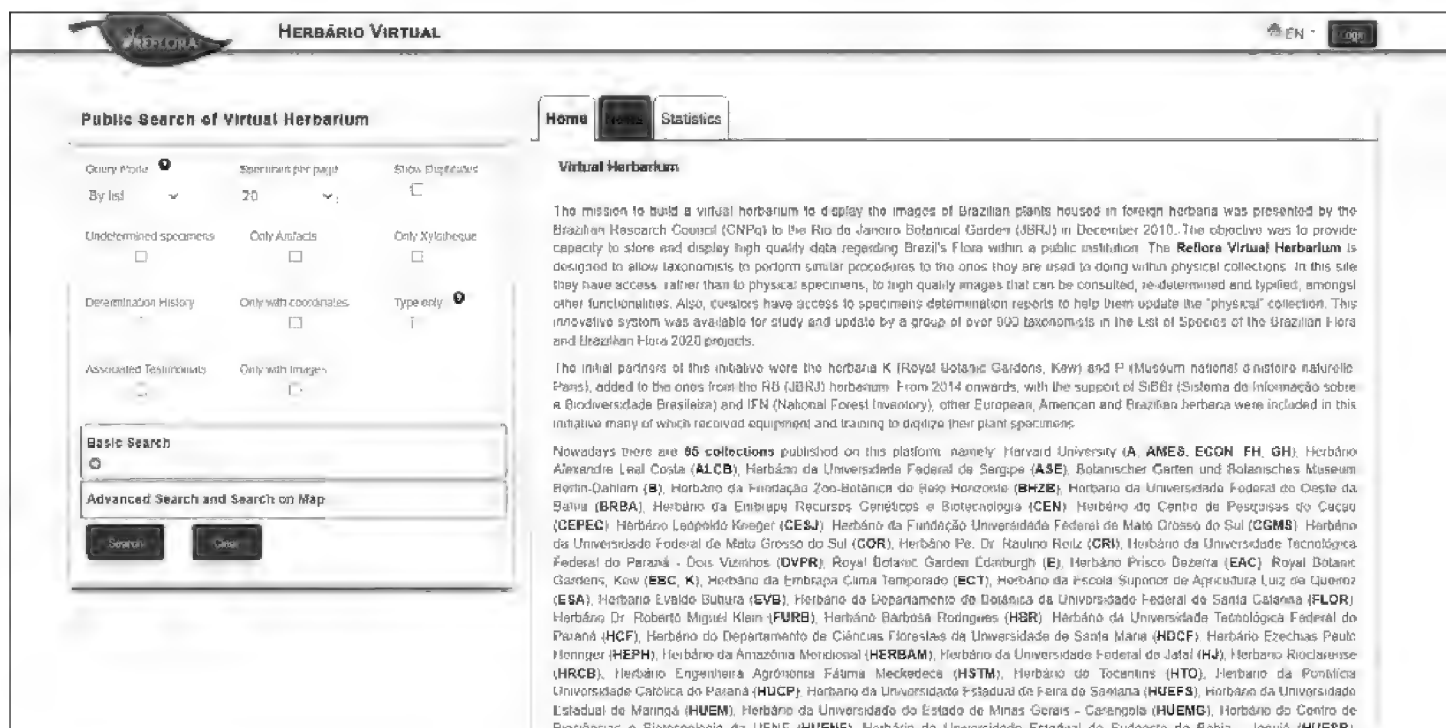 REFLORA
HERBÁRIO VIRTUAL
EN
Login
Public Search of Virtual Herbarium
Query Mode
Specimens per page
Show Duplicates
By list
20
Undetermined specimens
Only Artifacts
Only Xylotheque
Determination History
Only with coordinates
Type only
Associated Testimonials
Only with images
Basic Search
Advanced Search and Search on Map
Search
Clear
Home
News
Statistics
Virtual Herbarium
The mission to build a virtual herbarium to display the images of Brazilian plants housed in foreign herbaria was presented by the
Brazilian Research Council (CNPq) to the Rio de Janeiro Botanical Garden (JBRJ) in December 2010. The objective was to provide
capacity to store and display high quality data regarding Brazil's Flora within a public institution. The Reflora Virtual Herbarium is
designed to allow taxonomists to perform similar procedures to the ones they are used to doing within physical collections. In this site
they have access, rather than to physical specimens, to high quality images that can be consulted, re-determined and typified, amongst
other functionalities. Also, curators have access to specimens determination reports to help them update the "physical" collection. This
innovative system was available for study and update by a group of over 900 taxonomists in the List of Species of the Brazilian Flora
and Brazilian Flora 2020 projects.
The initial partners of this initiative were the herbaria K (Royal Botanic Gardens, Kew) and P (Muséum national d'histoire naturelle
Paris), added to the ones from the RB (JBRJ) herbarium. From 2014 onwards, with the support of SiBBr (Sistema de Informação sobre
a Biodiversidade Brasileira) and IFN (National Forest Inventory), other European, American and Brazilian herbaria were included in this
initiative many of which received equipment and training to digitize their plant specimens
Nowadays there are collections published on this platform, namely: Harvard University (A, AMES, ECON, FH, GH), Herbário
Alexandre Leal Costa (ALCB), Herbário da Universidade Federal de Sergipe (ASE), Botanischer Garten und Botanisches Museum
Berlin-Dahlem (B), Herbário da Fundação Zoo-Botânica de Belo Horizonte (BHZB), Herbário da Universidade Federal do Oeste da
Bahia (BRBA), Herbário da Embrapa Recursos Genéticos e Biotecnologia (CEN), Herbário do Centro de Pesquisas do Cacau
(CEPEC), Herbário Leopoldo Krieger (CESJ), Herbário da Fundação Universidade Federal de Mato Grosso do Sul (CGMS), Herbário
da Universidade Federal de Mato Grosso do Sul (COR), Herbário Pe. Dr. Raulino Reitz (CRI), Herbário da Universidade Tecnológica
Federal do Paraná - Dois Vizinhos (DVPR), Royal Botanic Garden Edinburgh (E), Herbário Prisco Bezerra (EAC), Royal Botanic
Gardens, Kew (EBC, K), Herbário da Embrapa Clima Temperado (ECT), Herbário da Escola Superior de Agricultura Luiz de Queiroz
(ESA), Herbário Evaldo Buttura (EVB), Herbário do Departamento de Botânica da Universidade Federal de Santa Catarina (FLOR),
Herbário Dr. Roberto Miguel Klein (FURB), Herbário Barbosa Rodrigues (HBR), Herbário da Universidade Tecnológica Federal do
Paraná (HCF), Herbário do Departamento de Ciências Florestais da Universidade de Santa Maria (HDCF), Herbário Ezechias Paulo
Heringer (HEPH), Herbário da Amazônia Meridional (HERBAM), Herbário da Universidade Federal de Jataí (HJ), Herbário Rioclarense
(HRCB), Herbário Engenheira Agrônoma Fátima (HSTM), Herbário do Tocantins (HTO), Herbário da Pontifícia
Universidade Católica do Paraná (HUCP), Herbário da Universidade Estadual de Feira de Santana (HUEFS), Herbário da Universidade
Estadual de Maringá (HUEM), Herbário da Universidade do Estado de Minas Gerais - Carangola (HUEMG), Herbário do Centro de